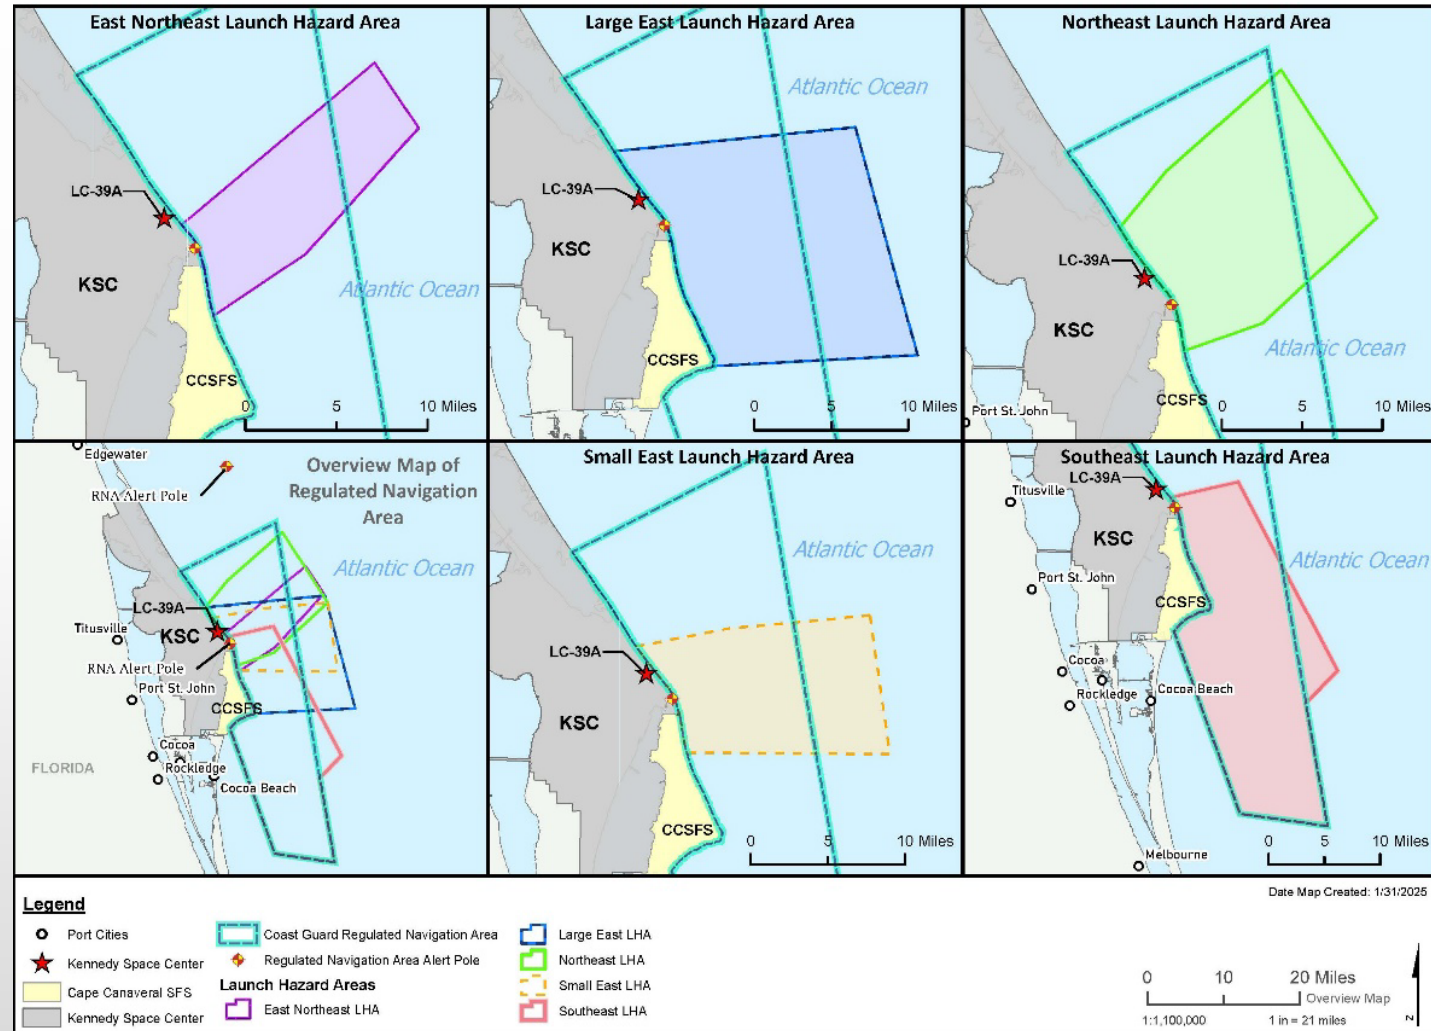 East Northeast Launch Hazard Area
LC-39A
KSC
Atlantic Ocean
CCSFS
0 5 10 Miles
Large East Launch Hazard Area
Atlantic Ocean
LC-39A
KSC
CCSFS
0 5 10 Miles
Northeast Launch Hazard Area
LC-39A
KSC
Atlantic Ocean
CCSFS
Port St. John
0 5 10 Miles
Edgewater
RNA Alert Pole
Overview Map of
Regulated Navigation
Area
Atlantic Ocean
LC-39A
Titusville
KSC
RNA Alert Pole
Port St. John
CCSFS
Cocoa
FLORIDA
Rockledge
Cocoa Beach
Small East Launch Hazard Area
Atlantic Ocean
LC-39A
KSC
CCSFS
0 5 10 Miles
Southeast Launch Hazard Area
LC-39A
Titusville
KSC
Atlantic Ocean
Port St. John
CCSFS
Cocoa
Rockledge
Cocoa Beach
0 5 10 Miles
Melbourne
Date Map Created: 1/31/2025
Legend
Port Cities
Kennedy Space Center
Cape Canaveral SFS
Kennedy Space Center
Coast Guard Regulated Navigation Area
Regulated Navigation Area Alert Pole
Launch Hazard Areas
East Northeast LHA
Large East LHA
Northeast LHA
Small East LHA
Southeast LHA
0 10 20 Miles
Overview Map
1:1,100,000 1 in = 21 miles
N